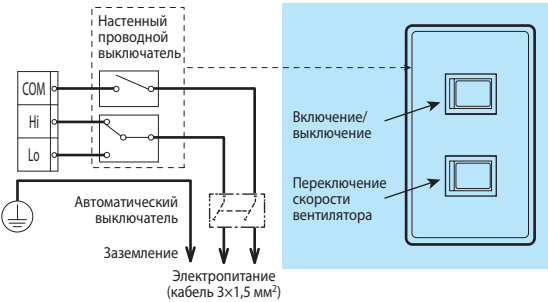 Настенный
проводной
выключатель
COM
Hi
Lo
Автоматический
выключатель
Заземление
Электропитание
(кабель 3×1,5 мм²)
Включение/
выключение
Переключение
скорости
вентилятора